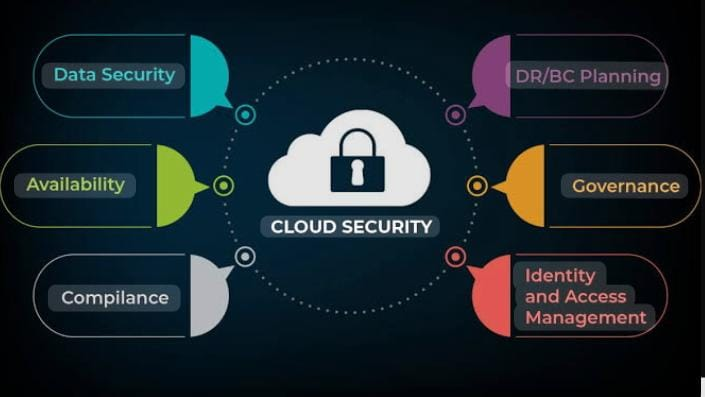 Data Security
DR/BC Planning
Availability
CLOUD SECURITY
Governance
Compilance
Identity
and Access
Management